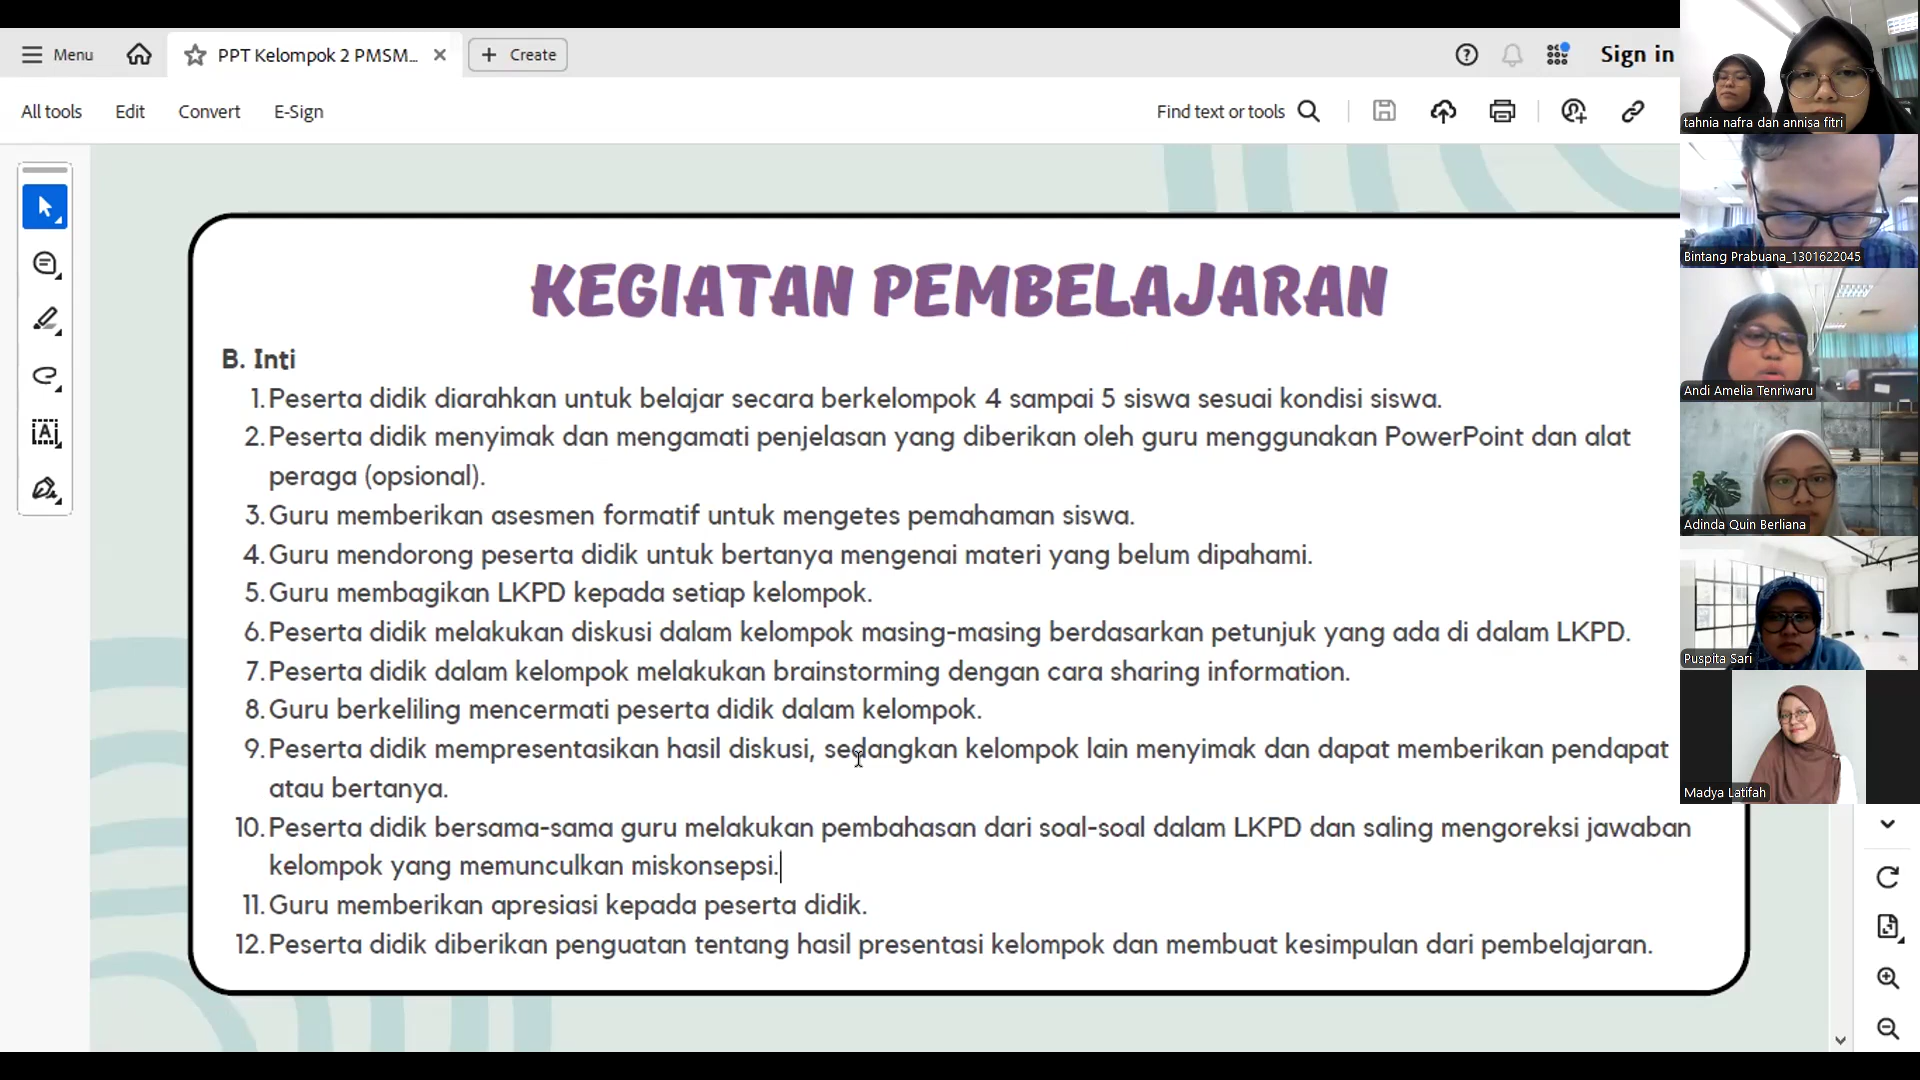 Menu
PPT Kelompok 2 PMSM...
Create
Sign in
All tools
Edit
Convert
E-Sign
Find text or tools
KEGIATAN PEMBELAJARAN
B. Inti
1. Peserta didik diarahkan untuk belajar secara berkelompok 4 sampai 5 siswa sesuai kondisi siswa.
2. Peserta didik menyimak dan mengamati penjelasan yang diberikan oleh guru menggunakan PowerPoint dan alat
peraga (opsional).
3. Guru memberikan asesmen formatif untuk mengetes pemahaman siswa.
4. Guru mendorong peserta didik untuk bertanya mengenai materi yang belum dipahami.
5. Guru membagikan LKPD kepada setiap kelompok.
6. Peserta didik melakukan diskusi dalam kelompok masing-masing berdasarkan petunjuk yang ada di dalam LKPD.
7. Peserta didik dalam kelompok melakukan brainstorming dengan cara sharing information.
8. Guru berkeliling mencermati peserta didik dalam kelompok.
9. Peserta didik mempresentasikan hasil diskusi, sedangkan kelompok lain menyimak dan dapat memberikan pendapat
atau bertanya.
10. Peserta didik bersama-sama guru melakukan pembahasan dari soal-soal dalam LKPD dan saling mengoreksi jawaban
kelompok yang memunculkan miskonsepsi.
11. Guru memberikan apresiasi kepada peserta didik.
12. Peserta didik diberikan penguatan tentang hasil presentasi kelompok dan membuat kesimpulan dari pembelajaran.
tahnia nafra dan annisa fitri
Bintang Prabuana_1301622045
Andi Amelia Tenriwaru
Adinda Quin Berliana
Puspita Sari
Madya Latifah